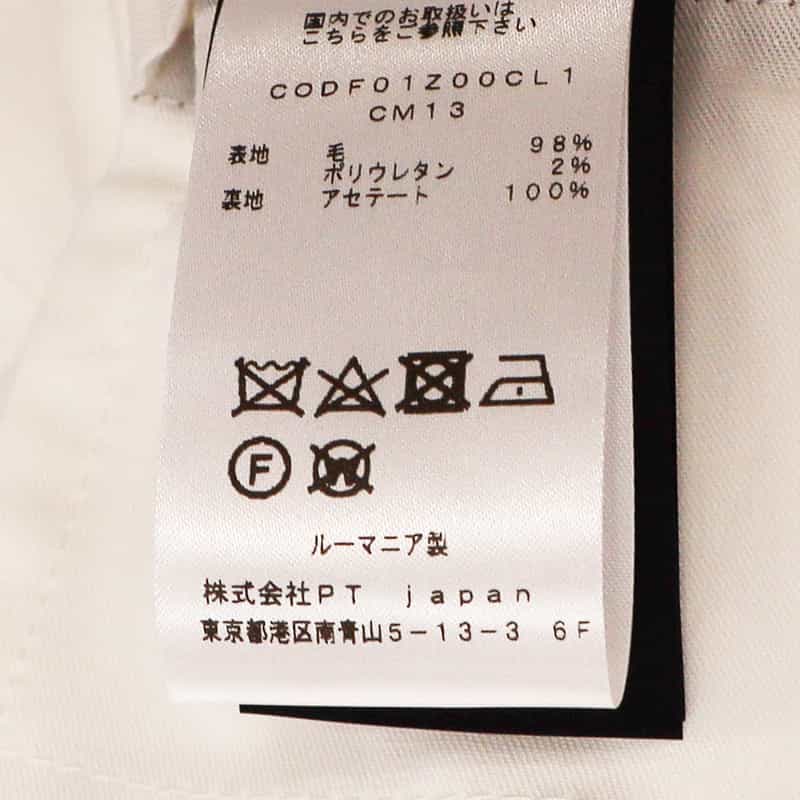 国内でのお取扱いは
こちらをご参照下さい
CODF01Z00CL1
CM13
表地 毛 98%
ポリウレタン 2%
裏地 アセテート 100%
F W
ルーマニア製
株式会社PT japan
東京都港区南青山5-13-3 6F